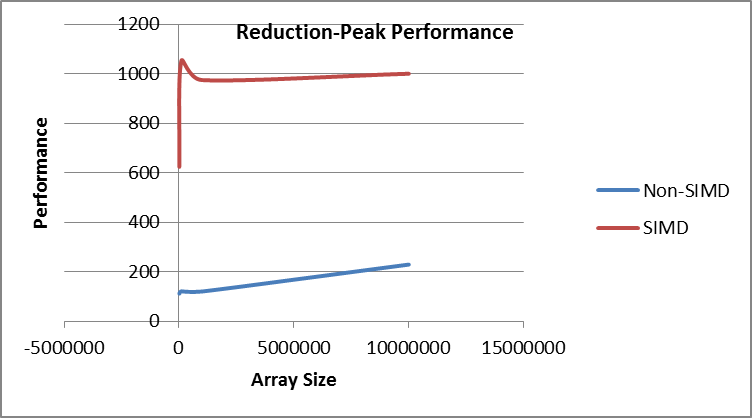 Reduction-Peak Performance
1200
1000
800
600
400
200
0
Performance
-5000000 0 5000000 10000000 15000000
Array Size
Non-SIMD
SIMD